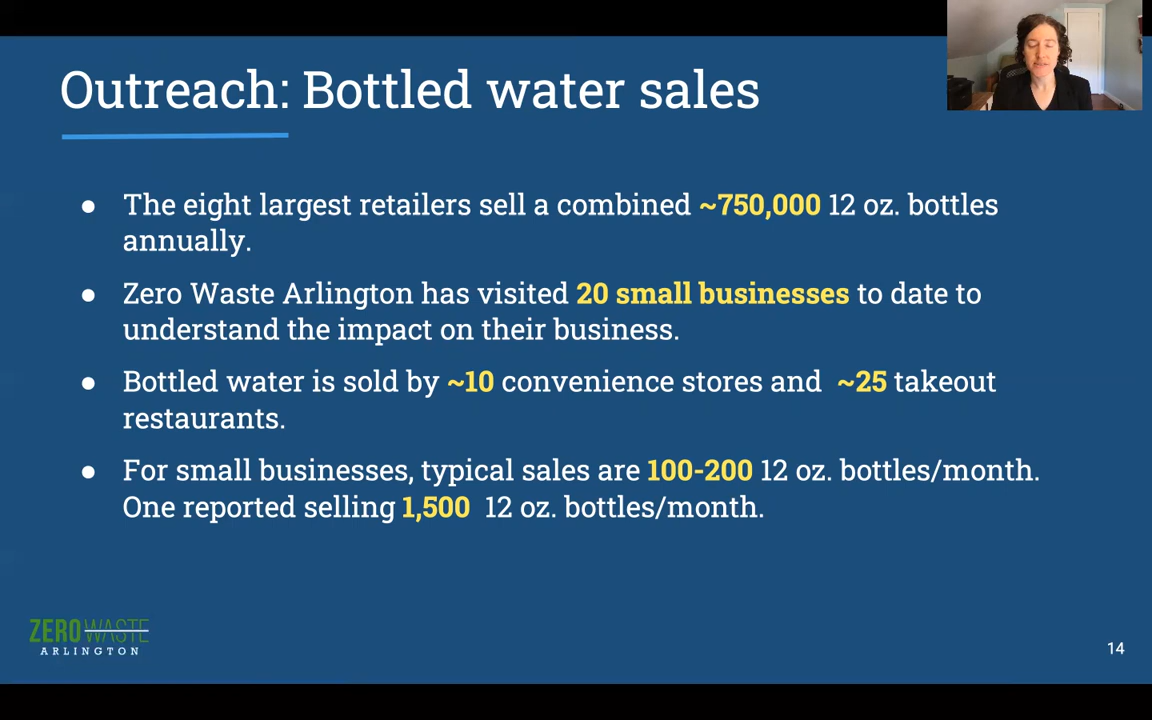 Outreach: Bottled water sales
● The eight largest retailers sell a combined ~750,000 12 oz. bottles
annually.
● Zero Waste Arlington has visited 20 small businesses to date to
understand the impact on their business.
● Bottled water is sold by ~10 convenience stores and ~25 takeout
restaurants.
● For small businesses, typical sales are 100-200 12 oz. bottles/month.
One reported selling 1,500 12 oz. bottles/month.
ZERO WASTE
ARLINGTON
14